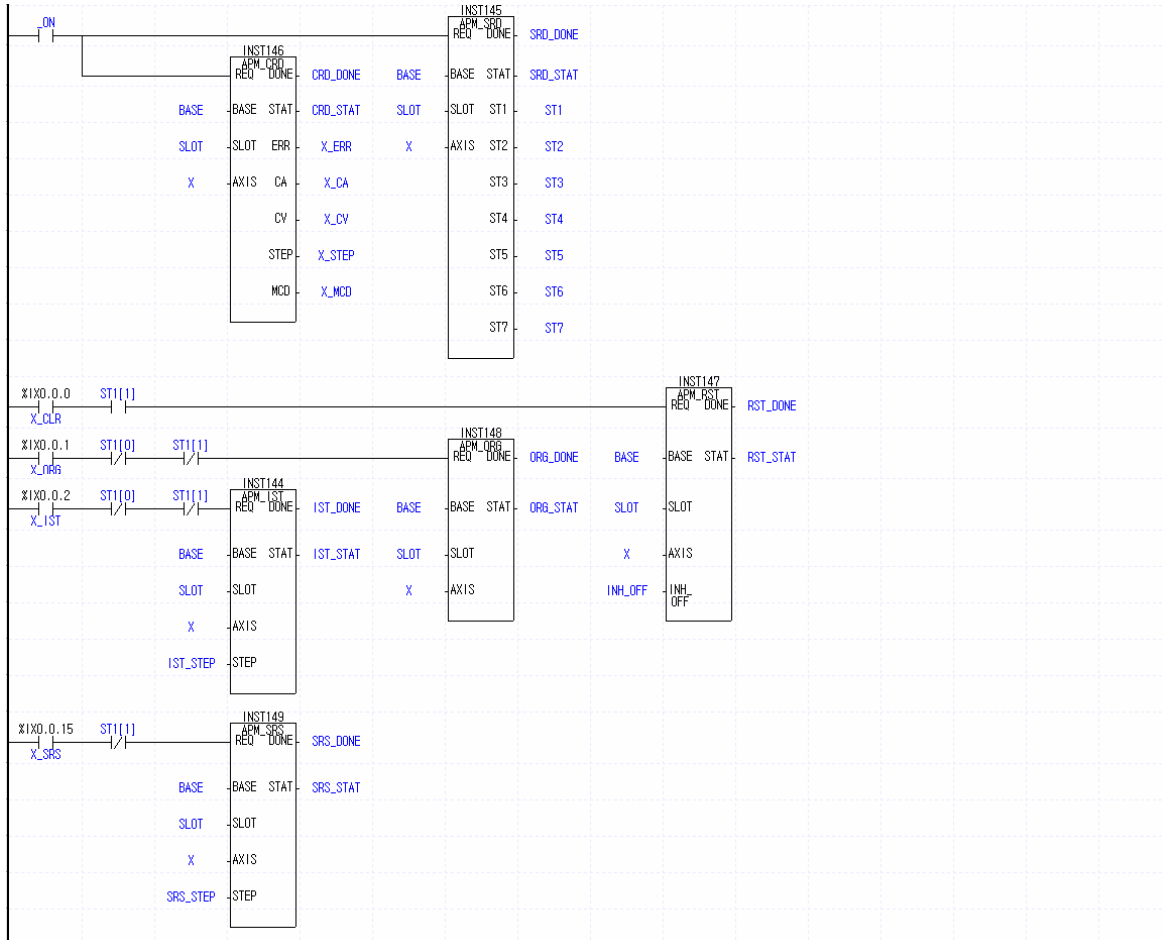 INST145
_ON APM_SRD
REQ DONE SRD_DONE
INST146
APM_CRD
REQ DONE CRD_DONE BASE BASE STAT SRD_STAT
BASE BASE STAT CRD_STAT SLOT SLOT ST1 ST1
SLOT SLOT ERR X_ERR X AXIS ST2 ST2
X AXIS CA X_CA ST3 ST3
CV X_CV ST4 ST4
STEP X_STEP ST5 ST5
MCD X_MCD ST6 ST6
ST7 ST7
INST147
%IX0.0.0 ST1[1] APM_RST
REQ DONE RST_DONE
X_CLR
INST148
%IX0.0.1 ST1[0] ST1[1] APM_ORG
REQ DONE ORG_DONE BASE BASE STAT RST_STAT
X_ORG
INST144
%IX0.0.2 ST1[0] ST1[1] APM_IST
REQ DONE IST_DONE BASE BASE STAT ORG_STAT SLOT SLOT
X_IST
BASE BASE STAT IST_STAT SLOT SLOT X AXIS
SLOT SLOT X AXIS INH_OFF INH_
OFF
X AXIS
IST_STEP STEP
INST149
%IX0.0.15 ST1[1] APM_SRS
REQ DONE SRS_DONE
X_SRS
BASE BASE STAT SRS_STAT
SLOT SLOT
X AXIS
SRS_STEP STEP